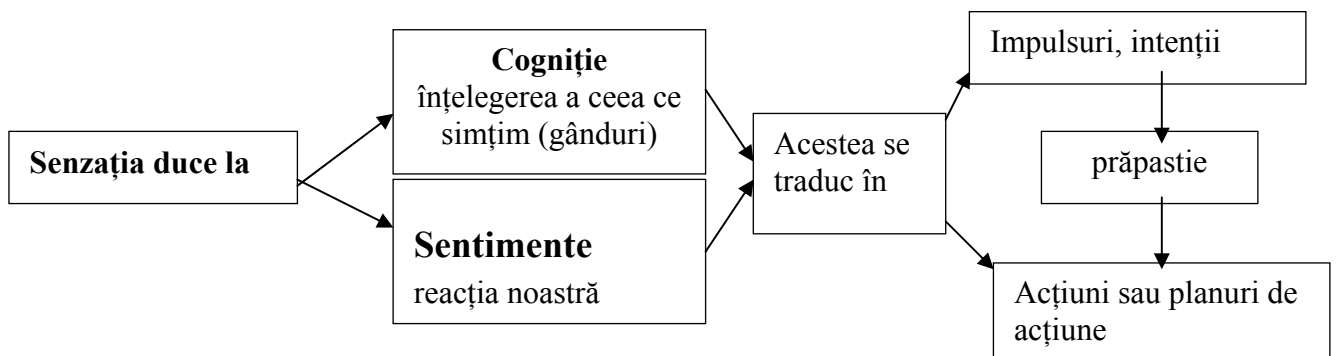 Senzația duce la
Cogniție
înțelegerea a ceea ce
simțim (gânduri)
Sentimente
reacția noastră
Acestea se
traduc în
Impulsuri, intenții
prăpastie
Acțiuni sau planuri de
acțiune